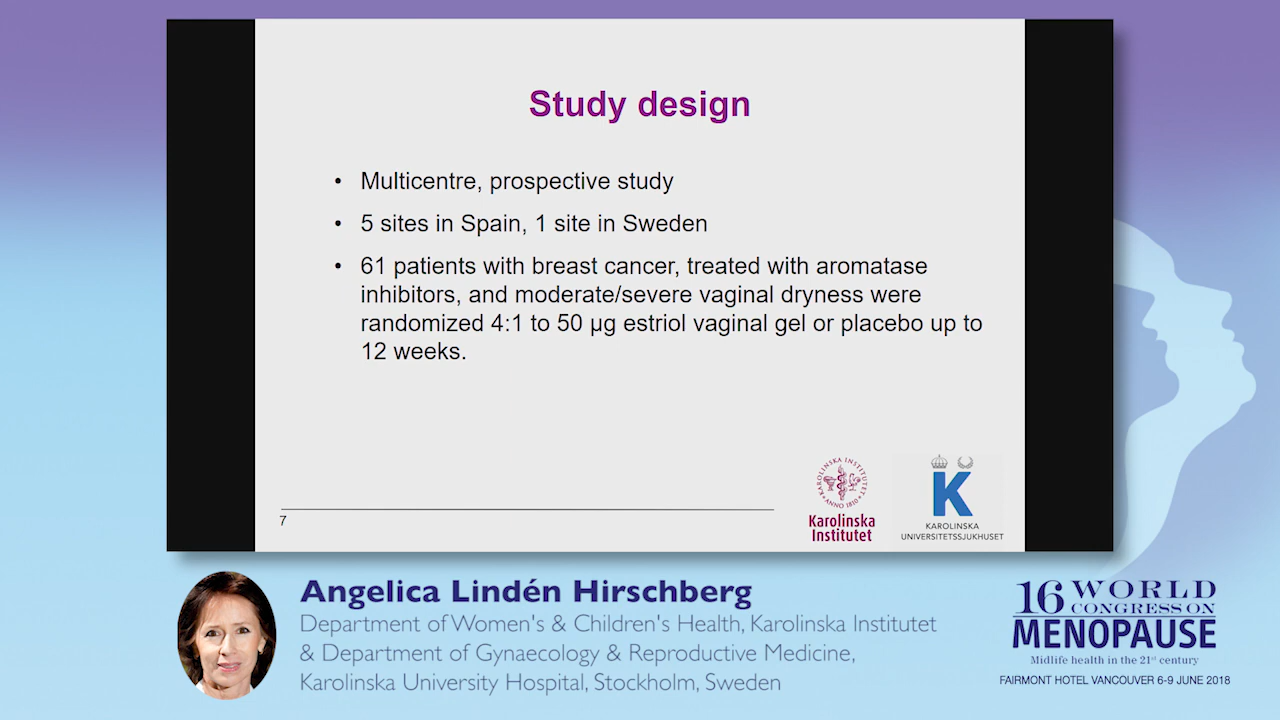 Study design
• Multicentre, prospective study
• 5 sites in Spain, 1 site in Sweden
• 61 patients with breast cancer, treated with aromatase
inhibitors, and moderate/severe vaginal dryness were
randomized 4:1 to 50 µg estriol vaginal gel or placebo up to
12 weeks.
7
KAROLINSKA INSTITUTET
ANNO 1810
Karolinska
Institutet
K
KAROLINSKA
UNIVERSITETSSJUKHUSET
Angelica Lindén Hirschberg
Department of Women's & Children's Health, Karolinska Institutet
& Department of Gynaecology & Reproductive Medicine,
Karolinska University Hospital, Stockholm, Sweden
16 WORLD
CONGRESS ON
MENOPAUSE
Midlife health in the 21st century
FAIRMONT HOTEL VANCOUVER 6-9 JUNE 2018